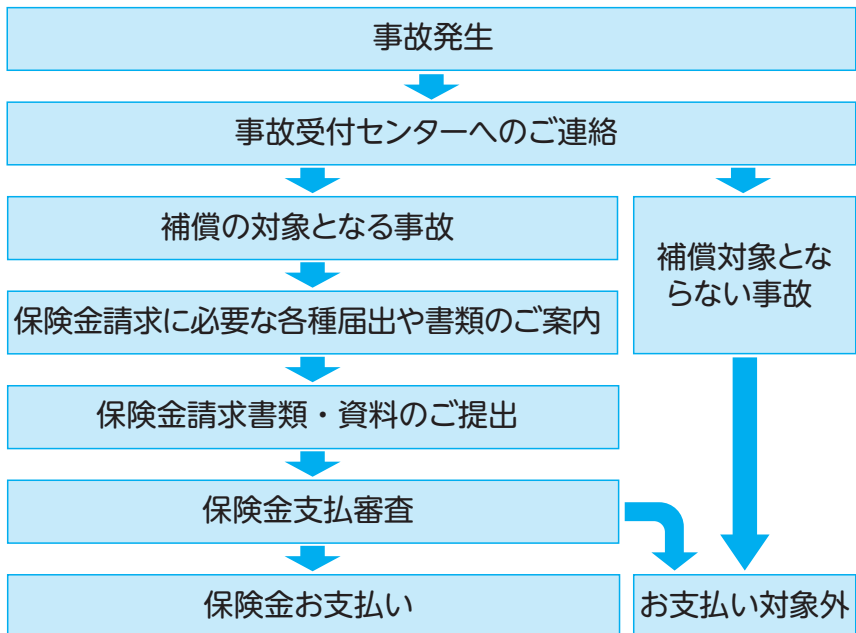 事故発生
事故受付センターへのご連絡
補償の対象となる事故
補償対象とな
らない事故
保険金請求に必要な各種届出や書類のご案内
保険金請求書類・資料のご提出
保険金支払審査
保険金お支払い
お支払い対象外